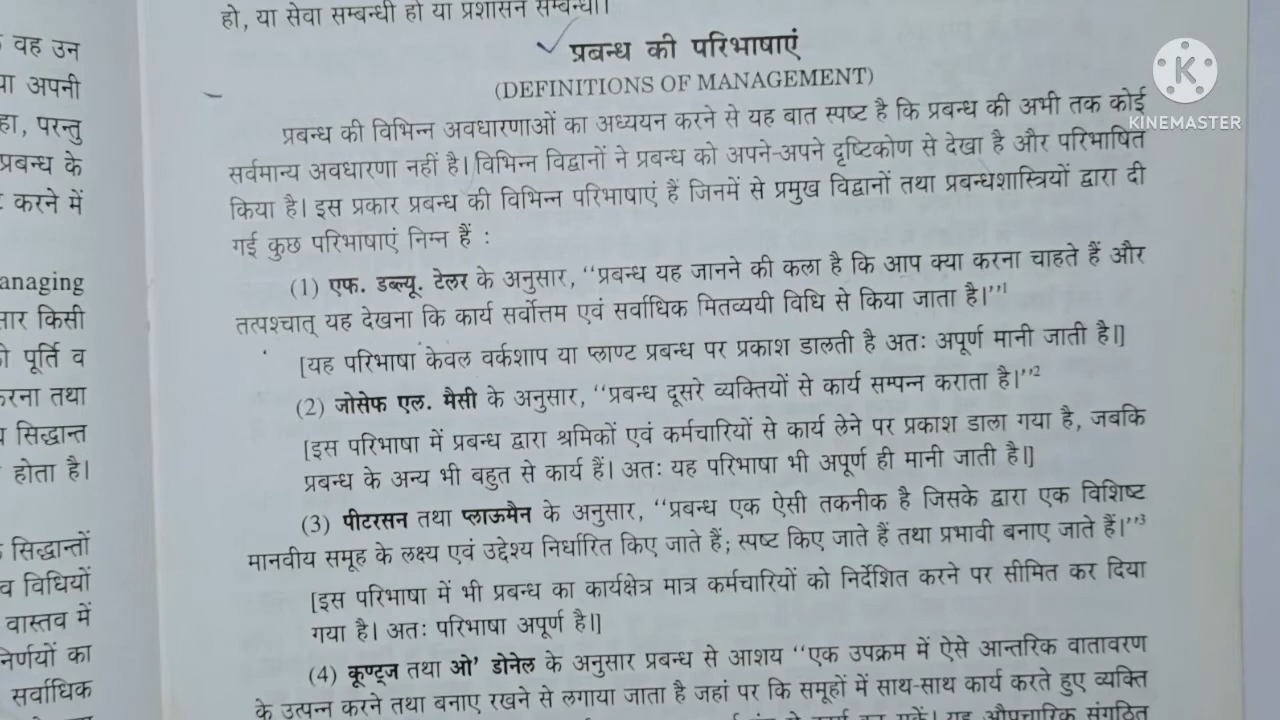 हो, या सेवा सम्बन्धी हो या प्रशासन सम्बन्धी।
प्रबन्ध की परिभाषाएं
(DEFINITIONS OF MANAGEMENT)
प्रबन्ध की विभिन्न अवधारणाओं का अध्ययन करने से यह बात स्पष्ट है कि प्रबन्ध की अभी तक कोई
सर्वमान्य अवधारणा नहीं है। विभिन्न विद्वानों ने प्रबन्ध को अपने-अपने दृष्टिकोण से देखा है और परिभाषित
किया है। इस प्रकार प्रबन्ध की विभिन्न परिभाषाएं हैं जिनमें से प्रमुख विद्वानों तथा प्रबन्धशास्त्रियों द्वारा दी
गई कुछ परिभाषाएं निम्न हैं :
(1) एफ. डब्ल्यू. टेलर के अनुसार, “प्रबन्ध यह जानने की कला है कि आप क्या करना चाहते हैं और
तत्पश्चात् यह देखना कि कार्य सर्वोत्तम एवं सर्वाधिक मितव्ययी विधि से किया जाता है।”1
[यह परिभाषा केवल वर्कशाप या प्लाण्ट प्रबन्ध पर प्रकाश डालती है अतः अपूर्ण मानी जाती है।]
(2) जोसेफ एल. मैसी के अनुसार, “प्रबन्ध दूसरे व्यक्तियों से कार्य सम्पन्न कराता है।”2
[इस परिभाषा में प्रबन्ध द्वारा श्रमिकों एवं कर्मचारियों से कार्य लेने पर प्रकाश डाला गया है, जबकि
प्रबन्ध के अन्य भी बहुत से कार्य हैं। अतः यह परिभाषा भी अपूर्ण ही मानी जाती है।]
(3) पीटरसन तथा प्लाऊमैन के अनुसार, “प्रबन्ध एक ऐसी तकनीक है जिसके द्वारा एक विशिष्ट
मानवीय समूह के लक्ष्य एवं उद्देश्य निर्धारित किए जाते हैं; स्पष्ट किए जाते हैं तथा प्रभावी बनाए जाते हैं।”3
[इस परिभाषा में भी प्रबन्ध का कार्यक्षेत्र मात्र कर्मचारियों को निर्देशित करने पर सीमित कर दिया
गया है। अतः परिभाषा अपूर्ण है।]
(4) कूण्ट्ज तथा ओ' डोनेल के अनुसार प्रबन्ध से आशय “एक उपक्रम में ऐसे आन्तरिक वातावरण
के उत्पन्न करने तथा बनाए रखने से लगाया जाता है जहां पर कि समूहों में साथ-साथ कार्य करते हुए व्यक्ति
यह औपचारिक संगठित
वह उन
अपनी
परन्तु
प्रबन्ध के
करने में
anaging
सार किसी
पूर्ति व
करना तथा
सिद्धान्त
होता है।
सिद्धान्तों
व विधियों
वास्तव में
निर्णयों का
सर्वाधिक
K
KINEMASTER